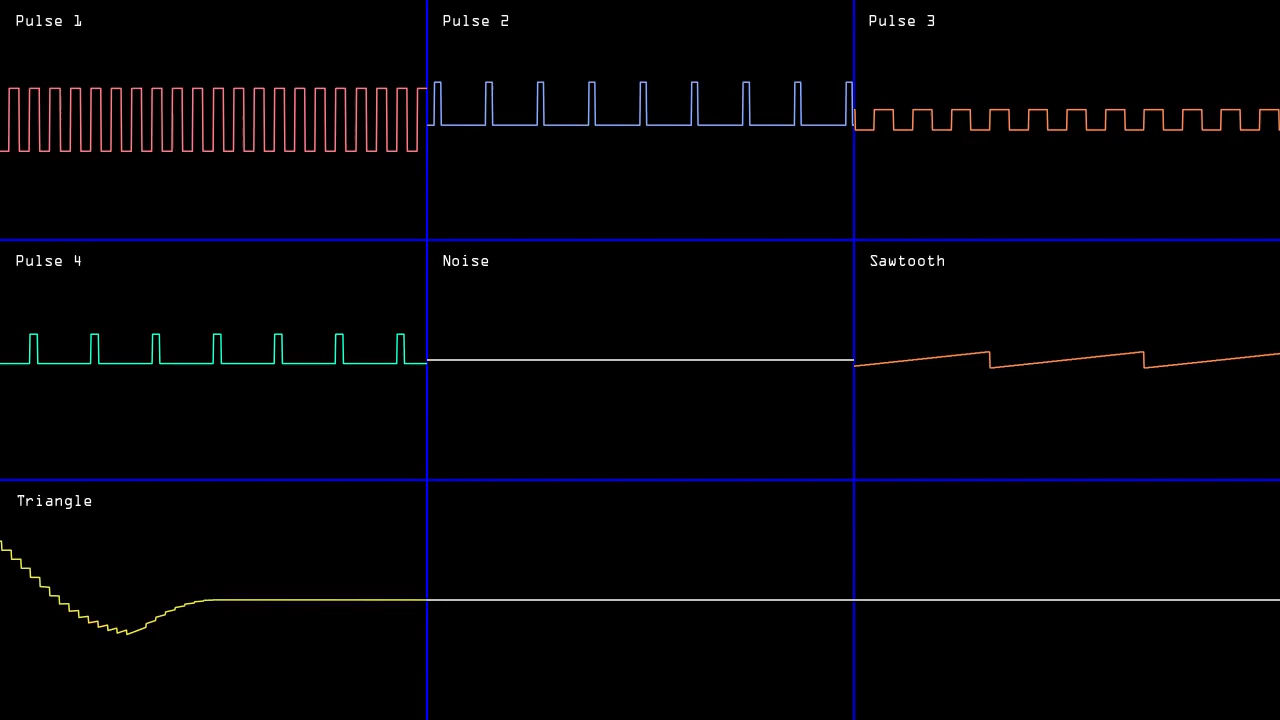 Pulse 1
Pulse 2
Pulse 3
Pulse 4
Noise
Sawtooth
Triangle